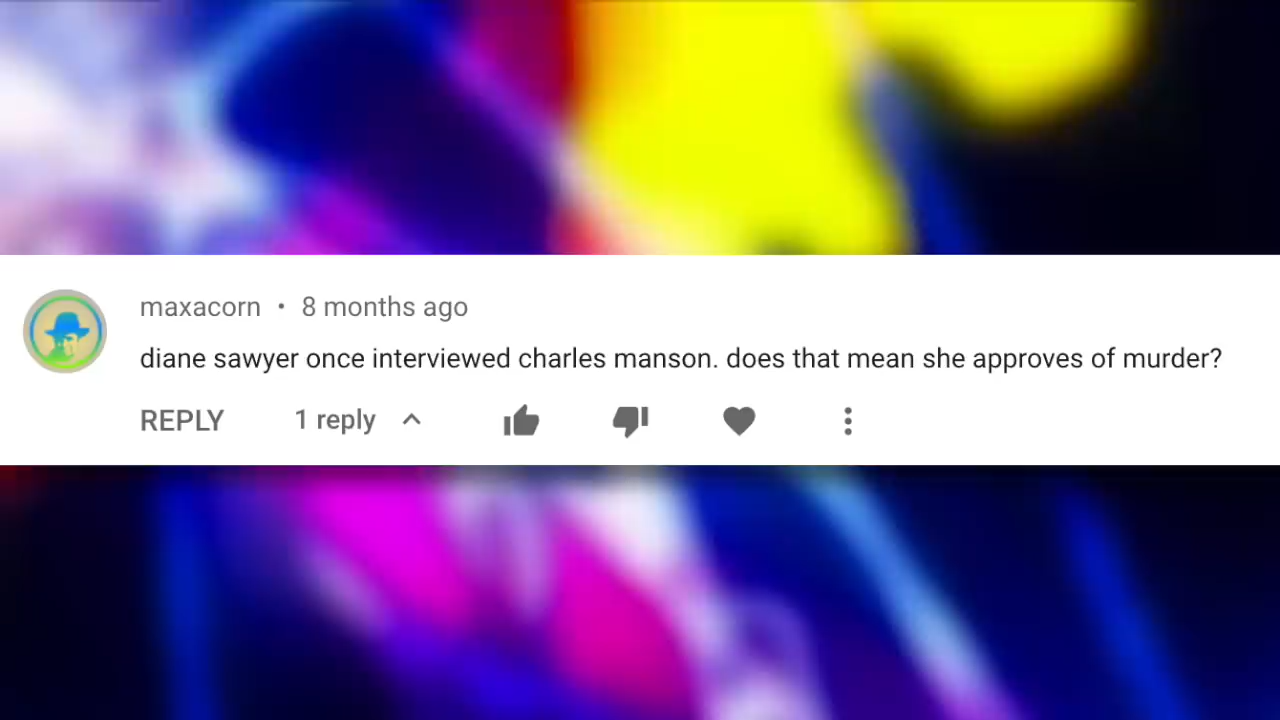 maxacorn • 8 months ago
diane sawyer once interviewed charles manson. does that mean she approves of murder?
REPLY 1 reply